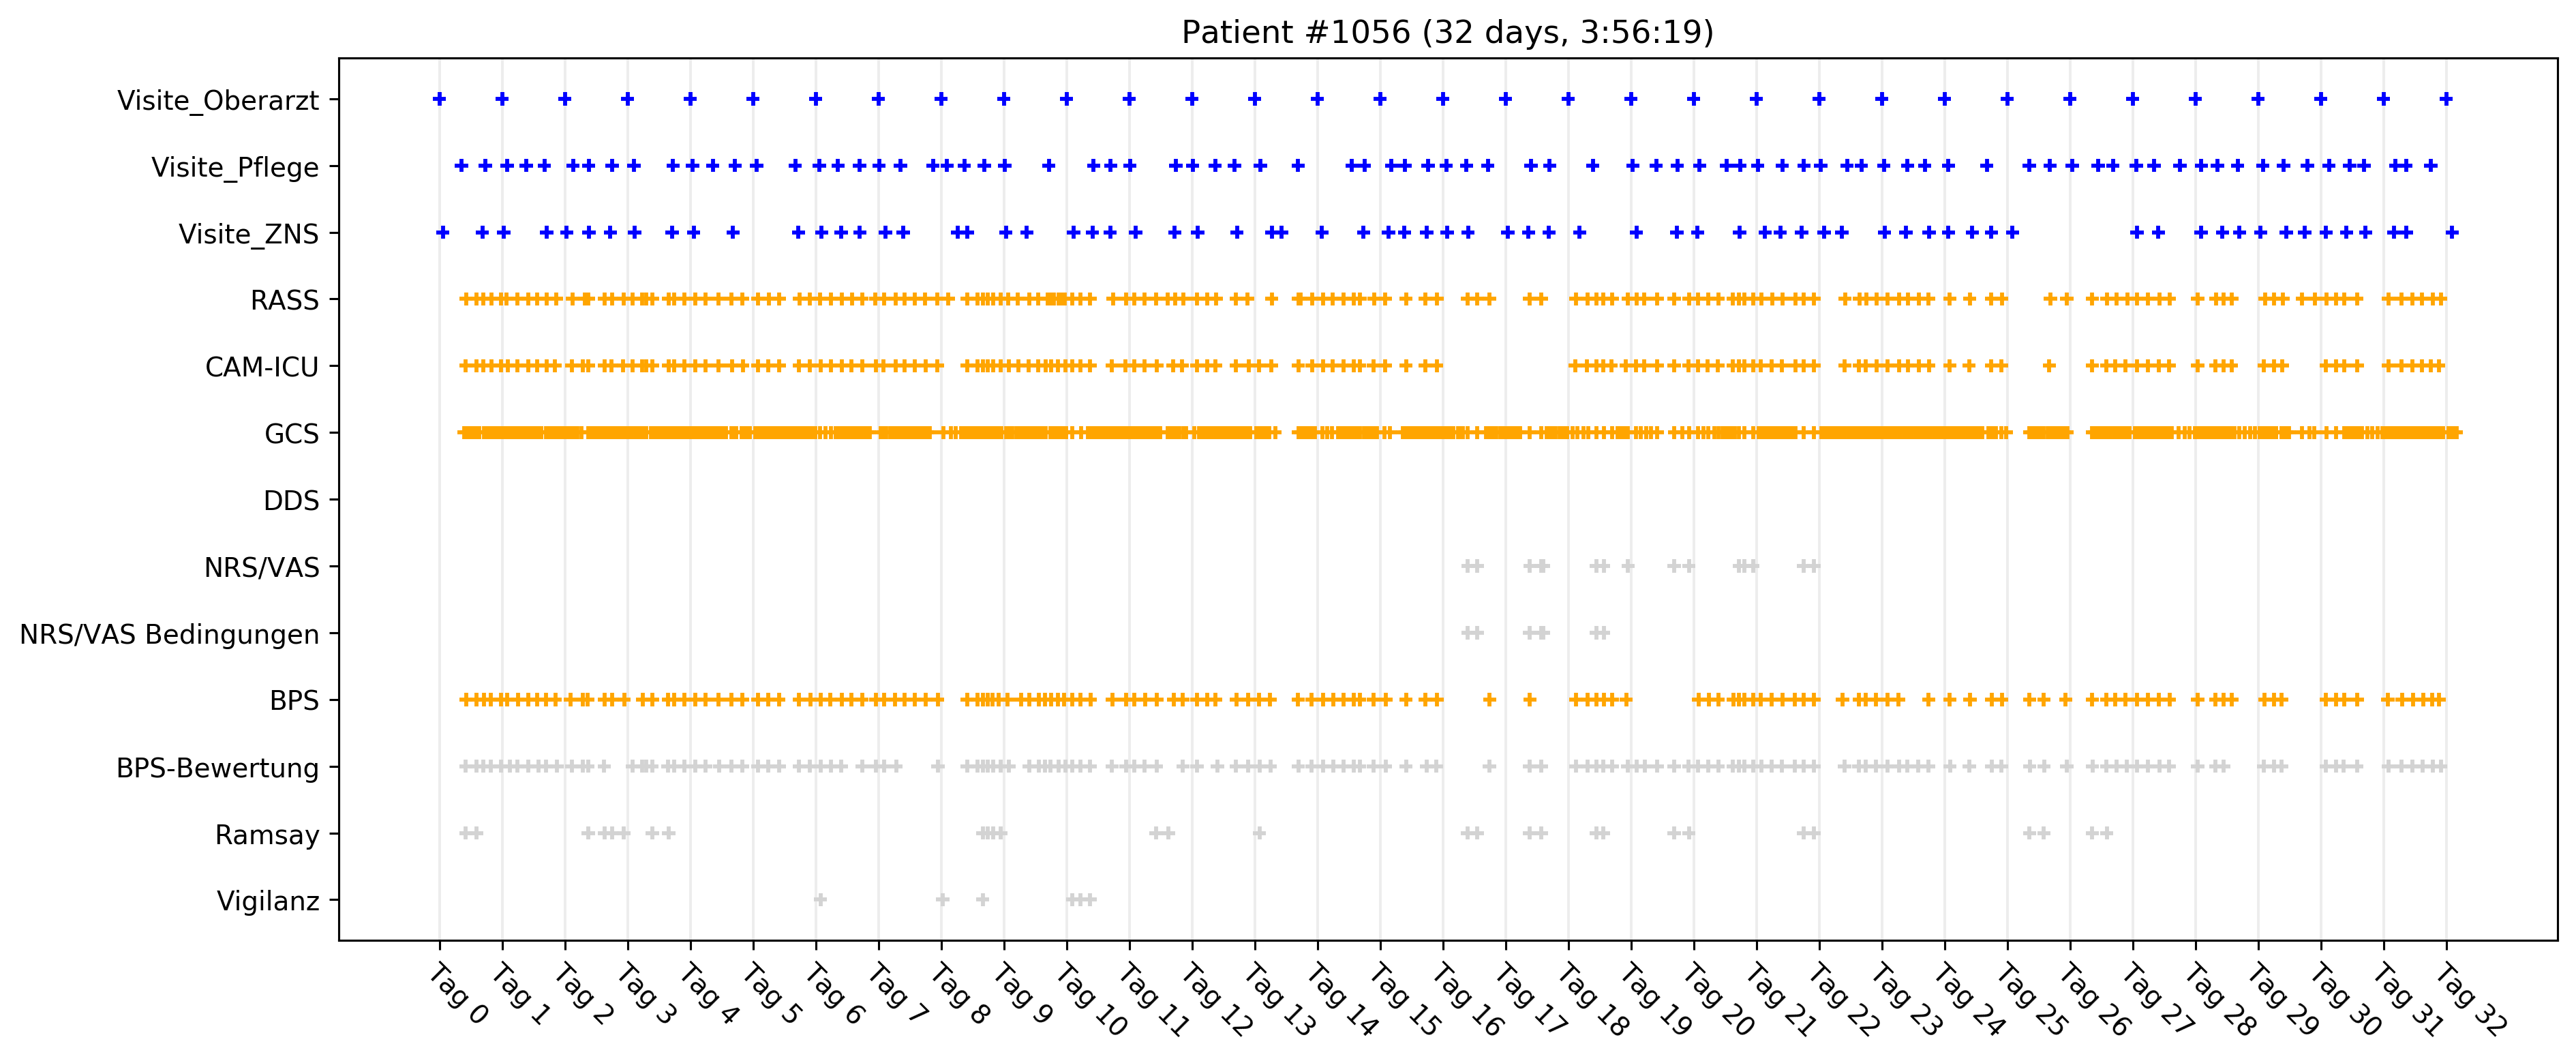 Patient #1056 (32 days, 3:56:19)
Visite_Oberarzt
Visite_Pflege
Visite_ZNS
RASS
CAM-ICU
GCS
DDS
NRS/VAS
NRS/VAS Bedingungen
BPS
BPS-Bewertung
Ramsay
Vigilanz
Tag 0
Tag 1
Tag 2
Tag 3
Tag 4
Tag 5
Tag 6
Tag 7
Tag 8
Tag 9
Tag 10
Tag 11
Tag 12
Tag 13
Tag 14
Tag 15
Tag 16
Tag 17
Tag 18
Tag 19
Tag 20
Tag 21
Tag 22
Tag 23
Tag 24
Tag 25
Tag 26
Tag 27
Tag 28
Tag 29
Tag 30
Tag 31
Tag 32